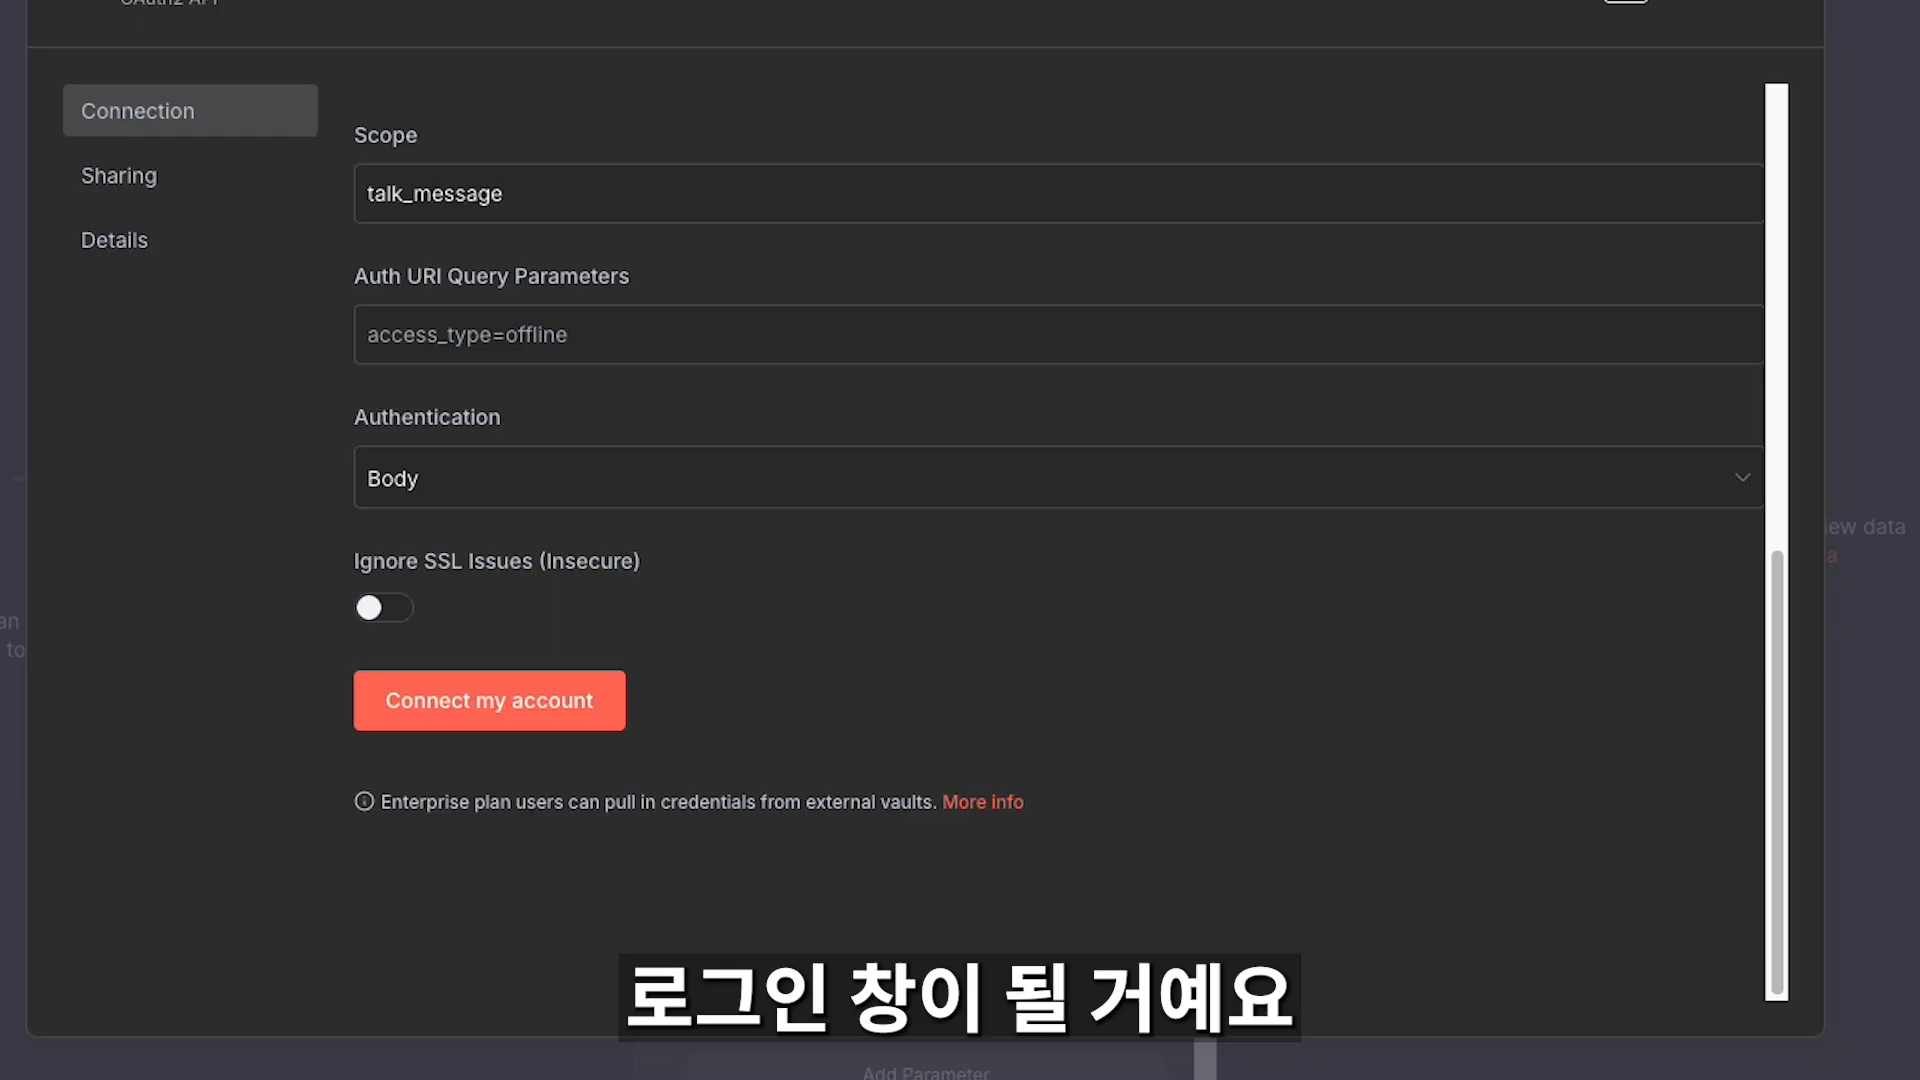 OAuth2 API
Connection
Sharing
Details
Scope
talk_message
Auth URI Query Parameters
access_type=offline
Authentication
Body
Ignore SSL Issues (Insecure)
Connect my account
Enterprise plan users can pull in credentials from external vaults. More info
data
to
로그인 창이 될 거예요
Add Parameter